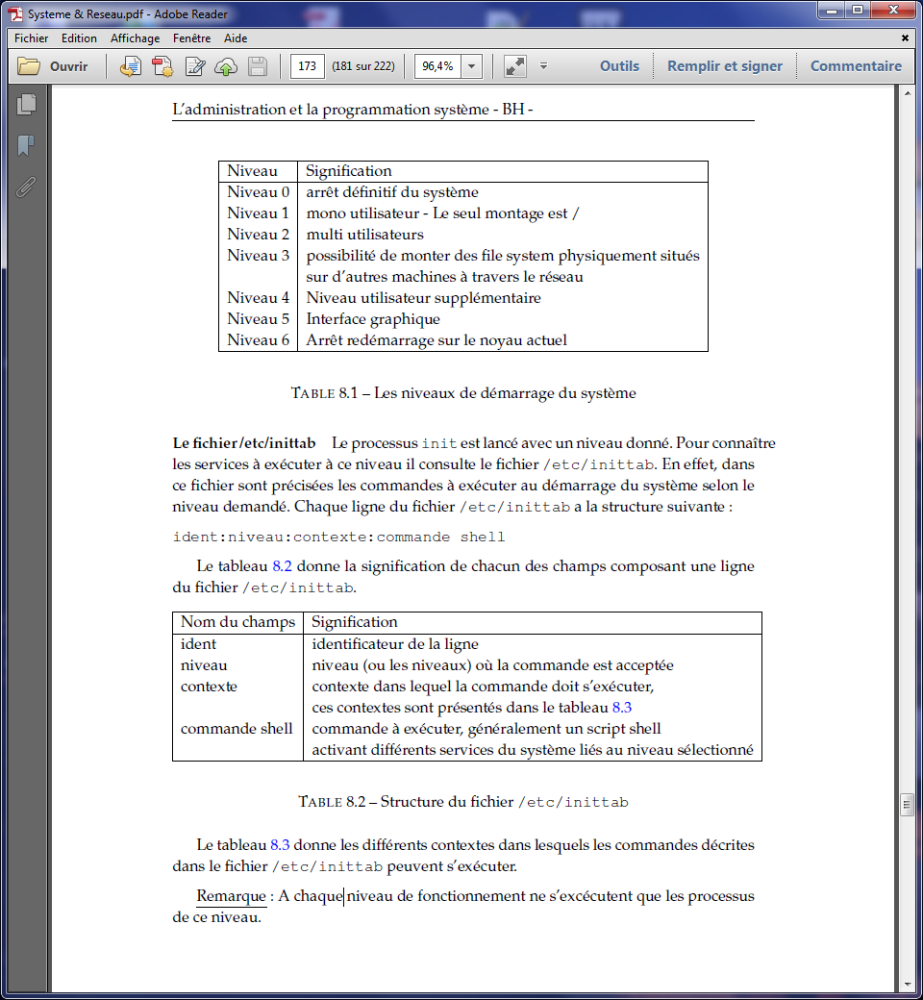 Systeme & Reseau.pdf - Adobe Reader
Fichier Edition Affichage Fenêtre Aide
Ouvrir 173 (181 sur 222) 96,4% Outils Remplir et signer Commentaire
L'administration et la programmation système - BH -
Niveau Signification
Niveau 0 arrêt définitif du système
Niveau 1 mono utilisateur - Le seul montage est /
Niveau 2 multi utilisateurs
Niveau 3 possibilité de monter des file system physiquement situés
sur d'autres machines à travers le réseau
Niveau 4 Niveau utilisateur supplémentaire
Niveau 5 Interface graphique
Niveau 6 Arrêt redémarrage sur le noyau actuel
TABLE 8.1 – Les niveaux de démarrage du système
Le fichier /etc/inittab Le processus init est lancé avec un niveau donné. Pour connaître
les services à exécuter à ce niveau il consulte le fichier /etc/inittab. En effet, dans
ce fichier sont précisées les commandes à exécuter au démarrage du système selon le
niveau demandé. Chaque ligne du fichier /etc/inittab a la structure suivante :
ident:niveau:contexte:commande shell
Le tableau 8.2 donne la signification de chacun des champs composant une ligne
du fichier /etc/inittab.
Nom du champs Signification
ident identificateur de la ligne
niveau niveau (ou les niveaux) où la commande est acceptée
contexte contexte dans lequel la commande doit s'exécuter,
ces contextes sont présentés dans le tableau 8.3
commande shell commande à exécuter, généralement un script shell
activant différents services du système liés au niveau sélectionné
TABLE 8.2 – Structure du fichier /etc/inittab
Le tableau 8.3 donne les différents contextes dans lesquels les commandes décrites
dans le fichier /etc/inittab peuvent s'exécuter.
Remarque : A chaque niveau de fonctionnement ne s'excécutent que les processus
de ce niveau.